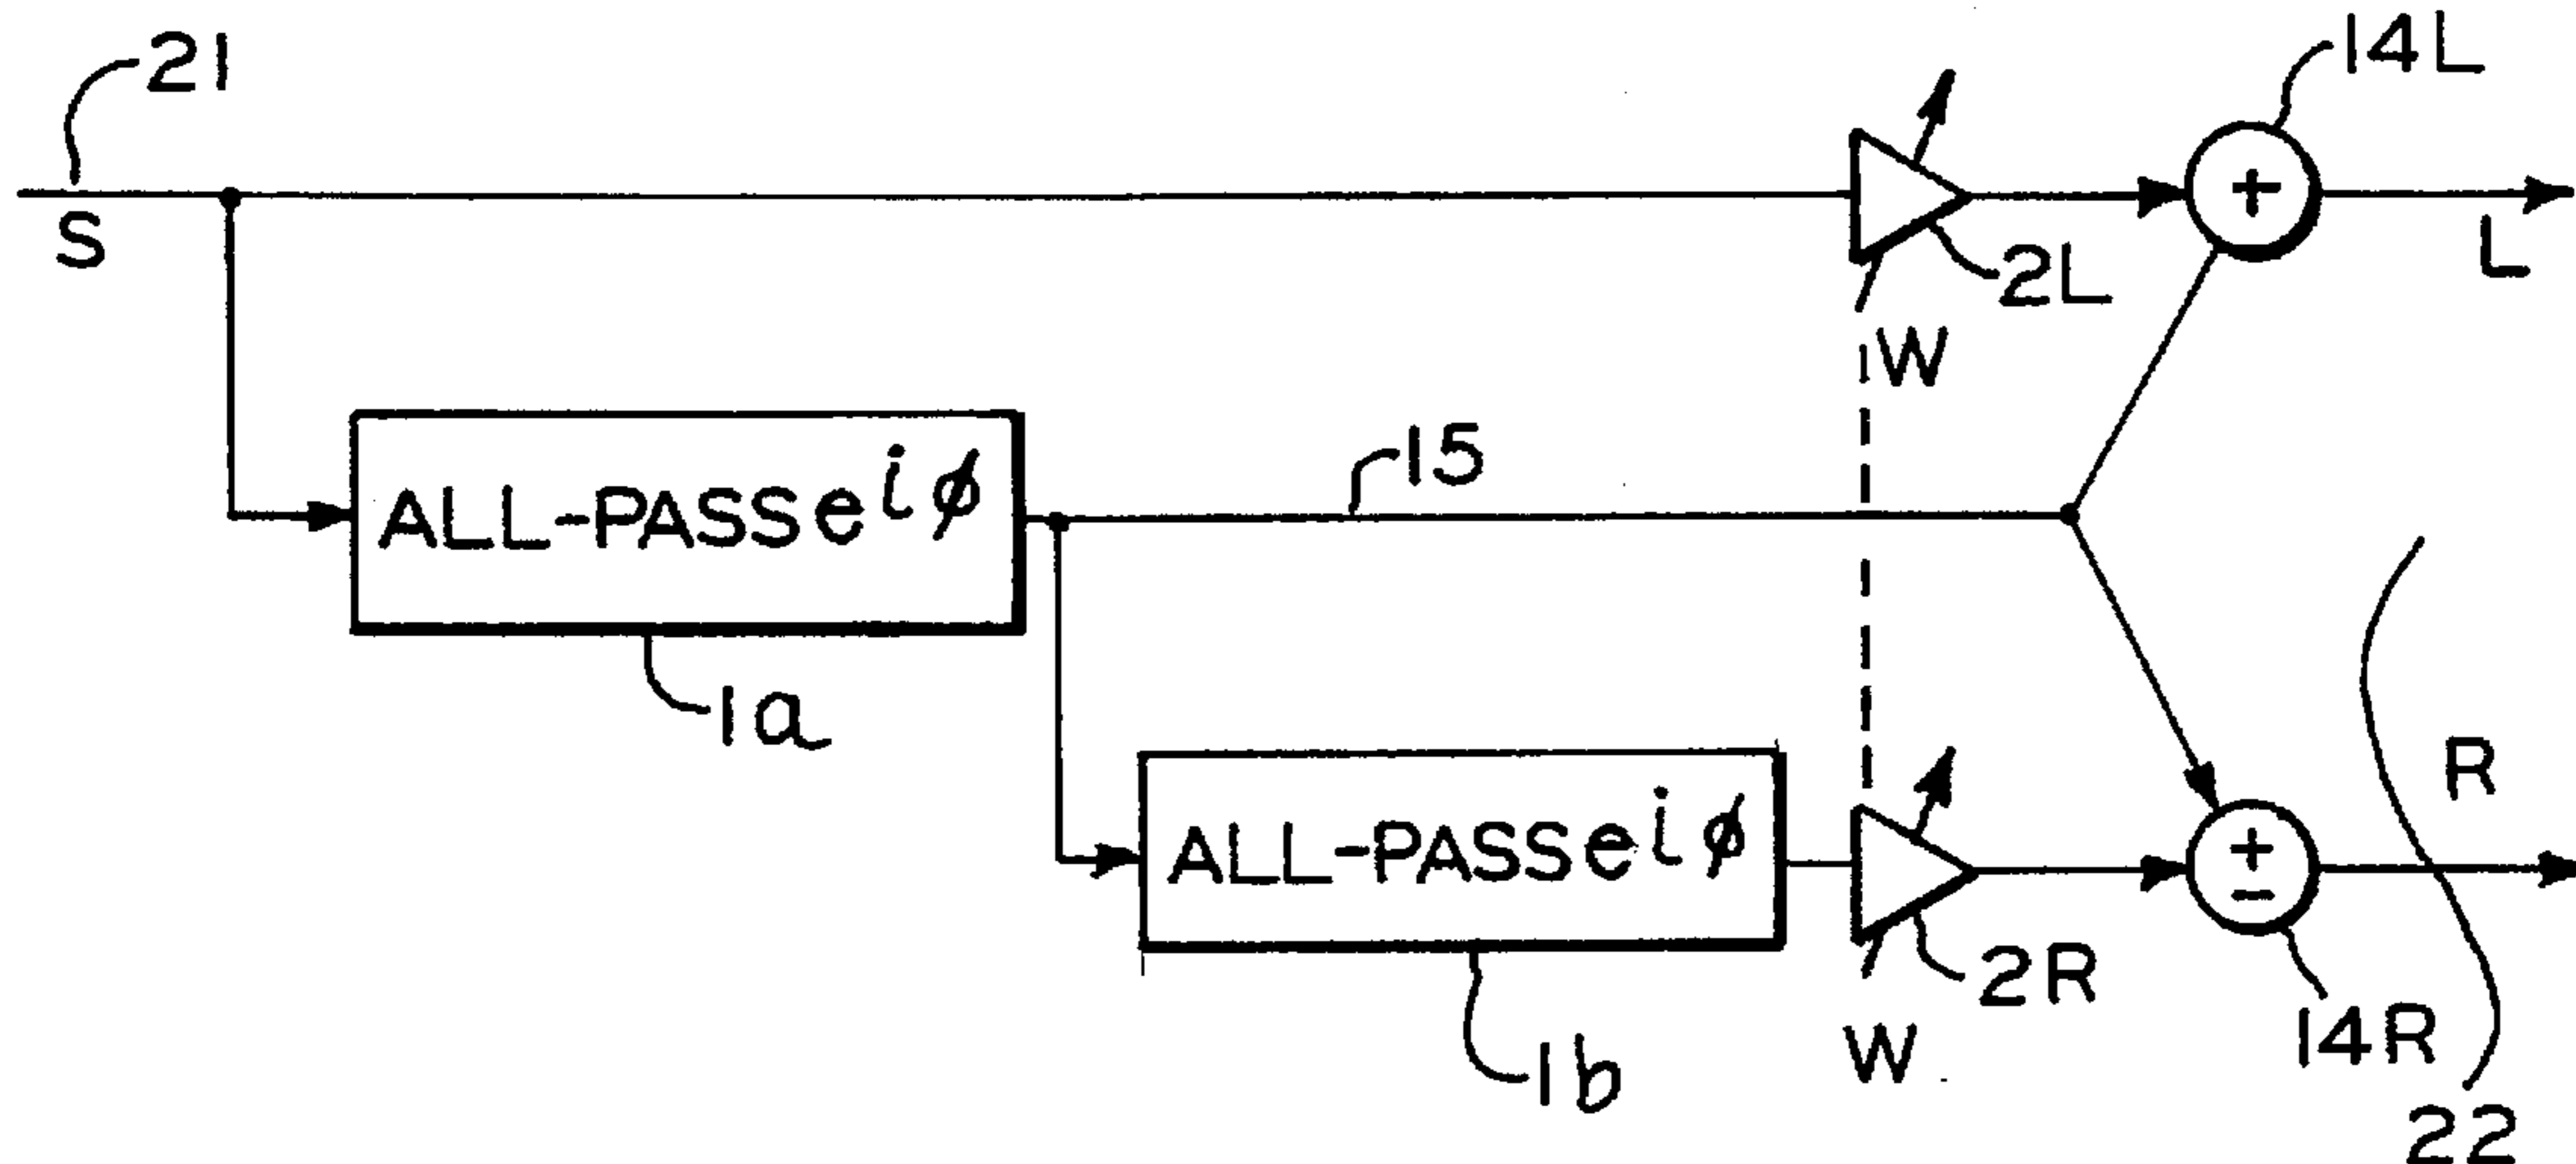 21
14L
+
S
2L
L
W
ALL-PASS e^{iϕ}
15
1a
R
ALL-PASS e^{iϕ}
+
-
2R
14R
W
1b
22